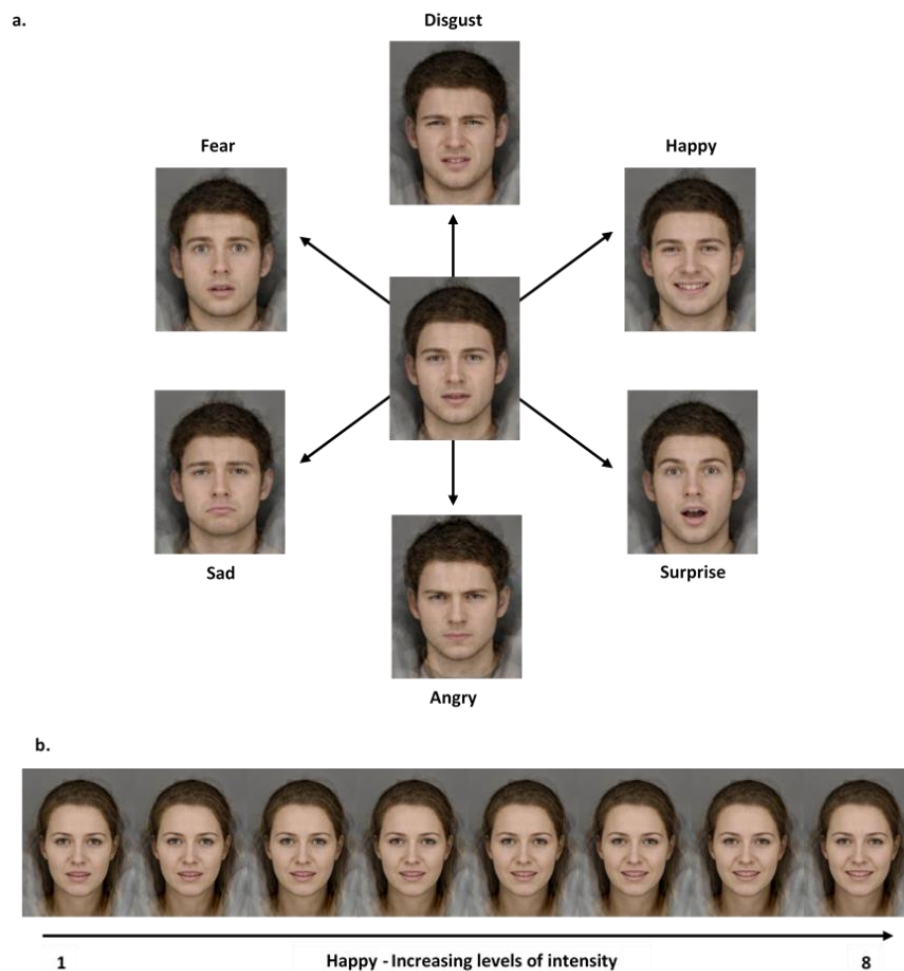 a.
Disgust
Fear
Happy
Sad
Surprise
Angry
b.
1
Happy - Increasing levels of intensity
8